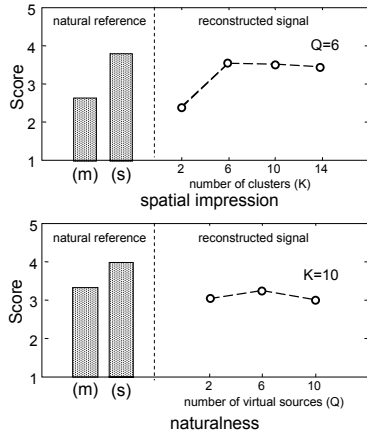 natural reference reconstructed signal
5
Q=6
4
3
2
1
Score
(m) (s) 2 6 10 14
number of clusters (K)
spatial impression
natural reference reconstructed signal
5
K=10
4
3
2
1
Score
(m) (s) 2 6 10
number of virtual sources (Q)
naturalness